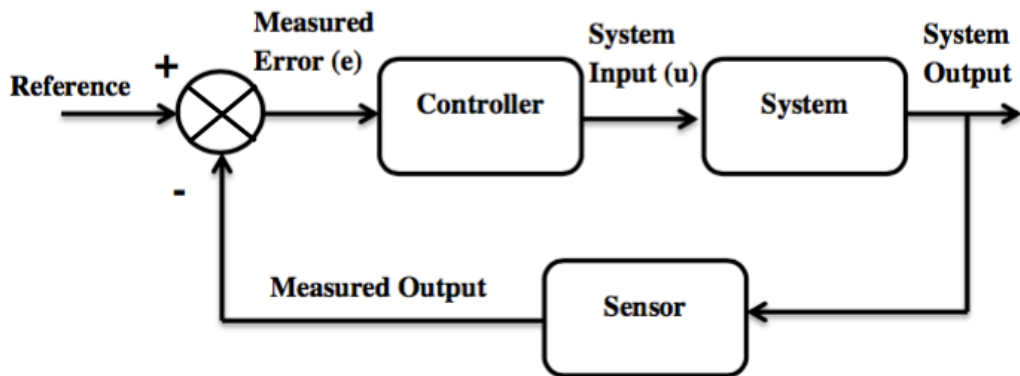 Measured
Error (e)
System
Input (u)
System
Output
+
Reference
Controller
System
-
Measured Output
Sensor